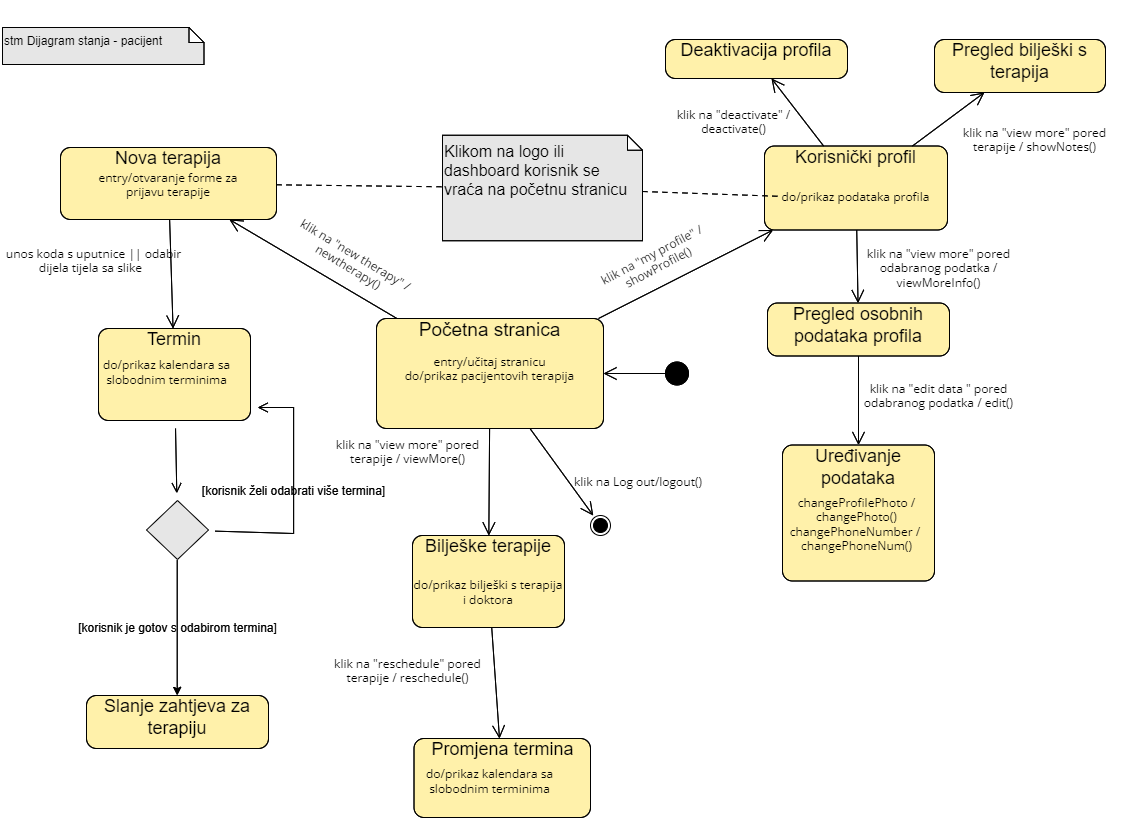 stm Dijagram stanja - pacijent
Deaktivacija profila
Pregled bilješki s
terapija
klik na "deactivate" /
deactivate()
klik na "view more" pored
terapije / showNotes()
Nova terapija
entry/otvaranje forme za
prijavu terapije
Klikom na logo ili
dashboard korisnik se
vraća na početnu stranicu
Korisnički profil
do/prikaz podataka profila
unos koda s uputnice || odabir
dijela tijela sa slike
klik na "new therapy" /
newtherapy()
klik na "my profile" /
showProfile()
klik na "view more" pored
odabranog podatka /
viewMoreInfo()
Termin
do/prikaz kalendara sa
slobodnim terminima
Početna stranica
entry/učitaj stranicu
do/prikaz pacijentovih terapija
Pregled osobnih
podataka profila
klik na "edit data " pored
odabranog podatka / edit()
klik na "view more" pored
terapije / viewMore()
klik na Log out/logout()
[korisnik želi odabrati više termina]
Uređivanje
podataka
changeProfilePhoto /
changePhoto()
changePhoneNumber /
changePhoneNum()
Bilješke terapije
do/prikaz bilješki s terapija
i doktora
[korisnik je gotov s odabirom termina]
klik na "reschedule" pored
terapije / reschedule()
Slanje zahtjeva za
terapiju
Promjena termina
do/prikaz kalendara sa
slobodnim terminima